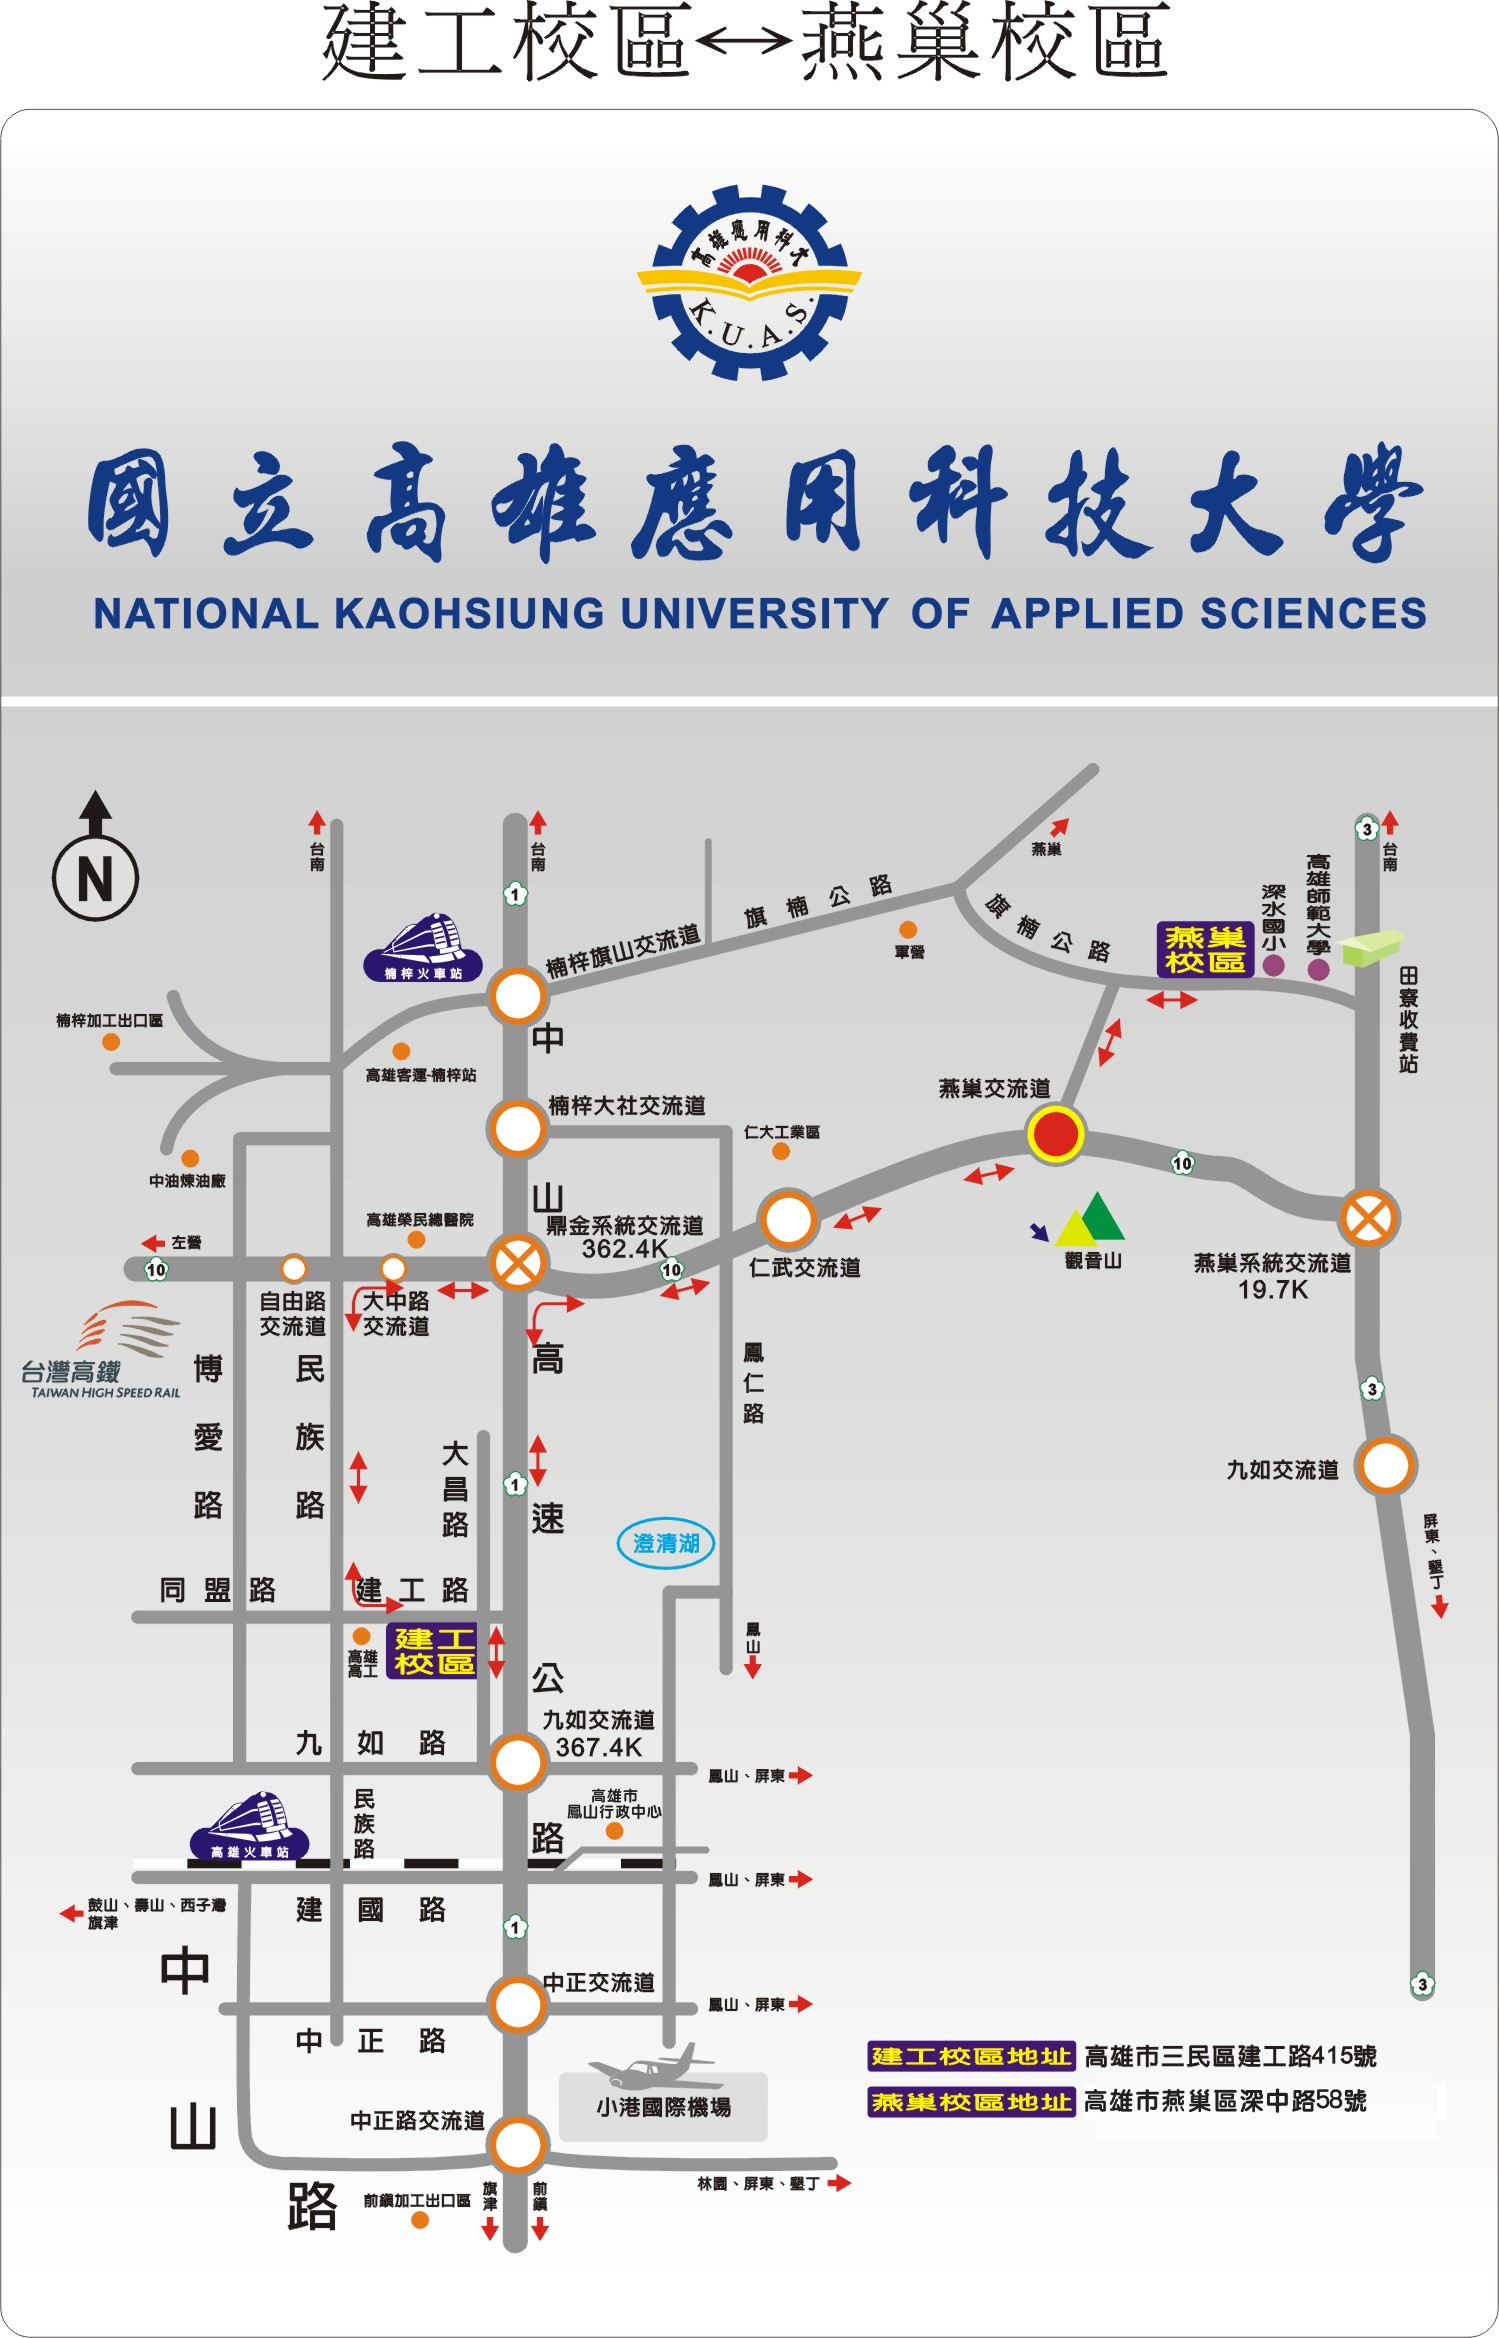 建工校區↔燕巢校區
高雄應用科大
K.U.A.S.
國立高雄應用科技大學
NATIONAL KAOHSIUNG UNIVERSITY OF APPLIED SCIENCES
N
台南
台南
1
燕巢
3
台南
楠梓火車站
楠梓旗山交流道
旗楠公路
軍營
旗楠公路
燕巢
校區
深水國小
高雄師範大學
田寮收費站
楠梓加工出口區
高雄客運-楠梓站
中油煉油廠
中山高速公路
楠梓大社交流道
仁大工業區
燕巢交流道
10
左營
10
高雄榮民總醫院
鼎金系統交流道
362.4K
10
仁武交流道
觀音山
燕巢系統交流道
19.7K
自由路
交流道
大中路
交流道
台灣高鐵
TAIWAN HIGH SPEED RAIL
博愛路
民族路
大昌路
1
鳳仁路
3
九如交流道
屏東、墾丁
澄清湖
同盟路
建工路
高雄
高工
建工
校區
鳳山
九如路
九如交流道
367.4K
鳳山、屏東
高雄市
鳳山行政中心
民族路
高雄火車站
鳳山、屏東
鼓山、壽山、西子灣
旗津
建國路
1
中正交流道
鳳山、屏東
3
中正路
中山路
小港國際機場
中正路交流道
林園、屏東、墾丁
前鎮加工出口區
旗津
前鎮
建工校區地址 高雄市三民區建工路415號
燕巢校區地址 高雄市燕巢區深中路58號